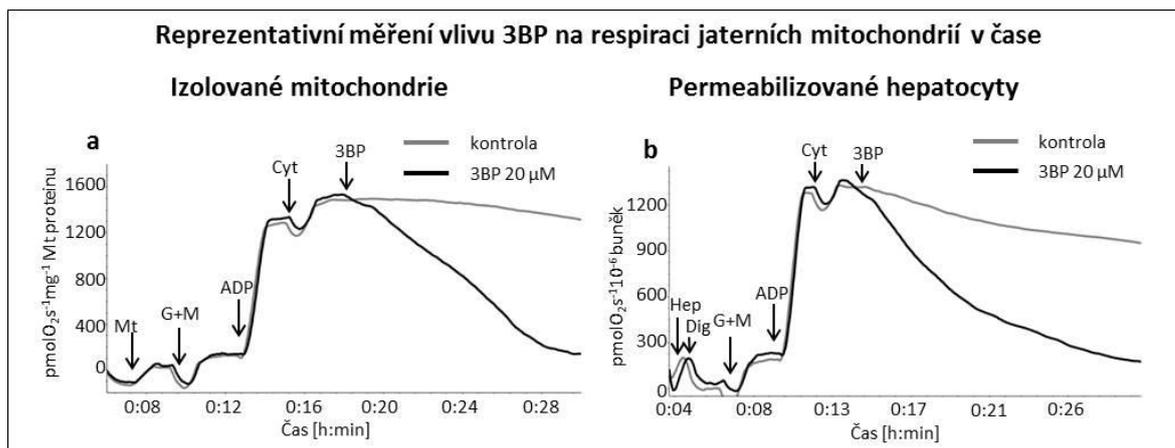 Reprezentativní měření vlivu 3BP na respiraci jaterních mitochondrií v čase
Izolované mitochondrie
a
kontrola
3BP 20 µM
pmolO₂s⁻¹mg⁻¹ Mt proteinu
1600
1200
800
400
0
Mt
G+M
ADP
Cyt
3BP
0:08
0:12
0:16
0:20
0:24
0:28
Čas [h:min]
Permeabilizované hepatocyty
b
kontrola
3BP 20 µM
pmolO₂s⁻¹10⁻⁶ buněk
1200
900
600
300
0
Hep
Dig
G+M
ADP
Cyt
3BP
0:04
0:08
0:13
0:17
0:21
0:26
Čas [h:min]